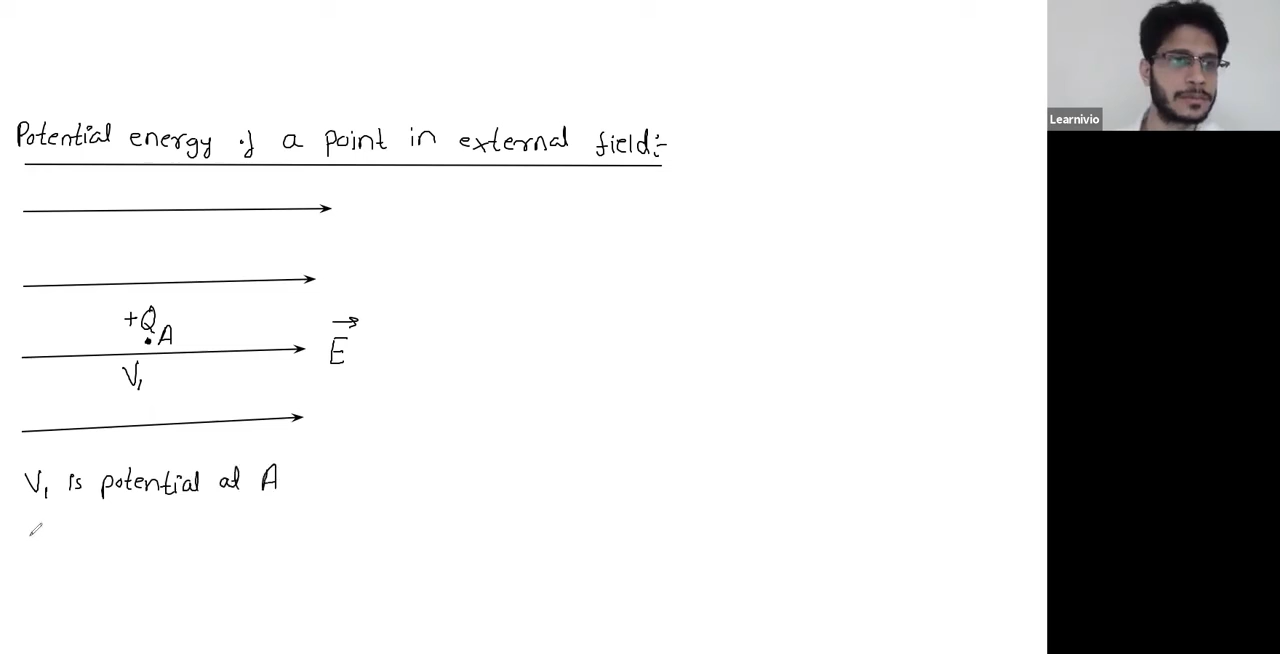 Learnivio
Potential energy of a point in external field:-
+Q
A
E
V₁
V₁ is potential at A